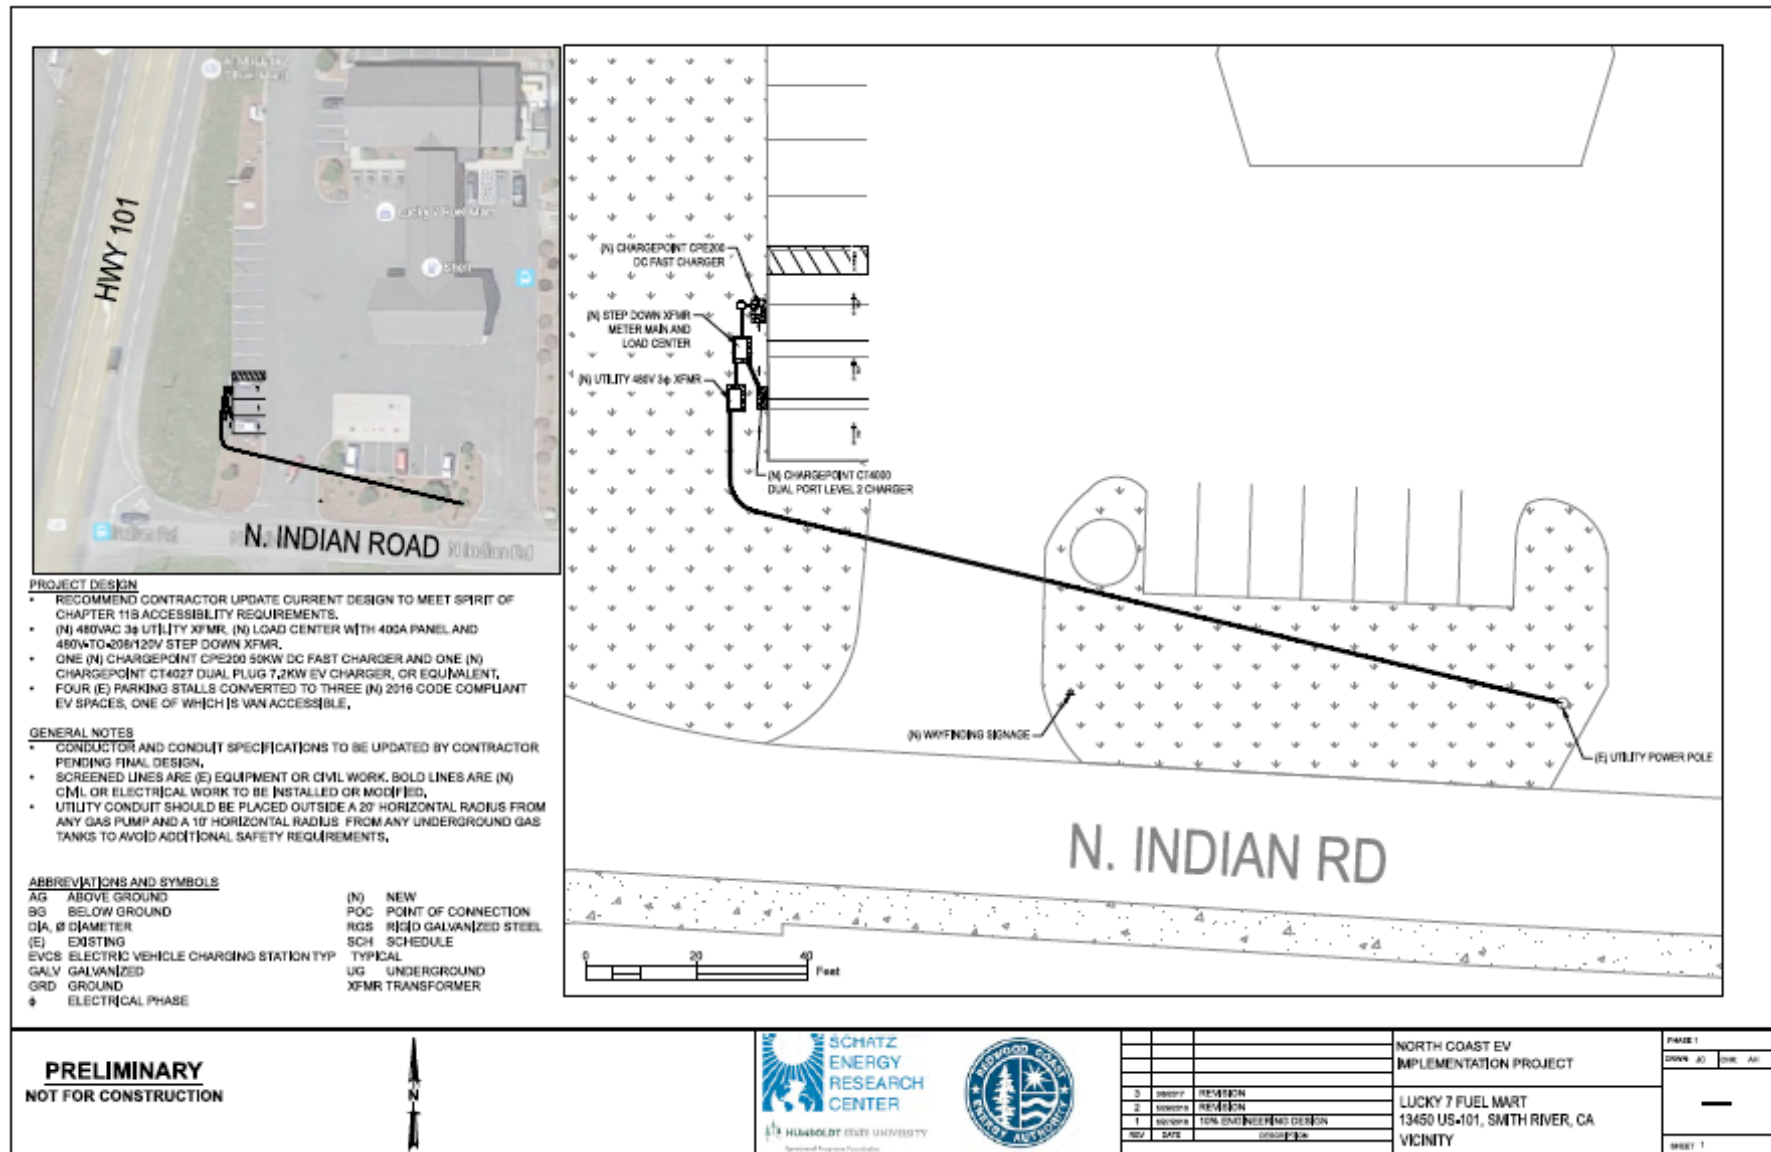 HWY 101
Lucky 7 Fuel Mart
Shell
N. INDIAN ROAD
N Indian Rd
PROJECT DESIGN
• RECOMMEND CONTRACTOR UPDATE CURRENT DESIGN TO MEET SPIRIT OF
CHAPTER 11B ACCESSIBILITY REQUIREMENTS.
• (N) 480VAC 3ϕ UTILITY XFMR, (N) LOAD CENTER WITH 400A PANEL AND
480V-TO-208/120V STEP DOWN XFMR.
• ONE (N) CHARGEPOINT CPE200 50KW DC FAST CHARGER AND ONE (N)
CHARGEPOINT CT4027 DUAL PLUG 7.2KW EV CHARGER, OR EQUIVALENT.
• FOUR (E) PARKING STALLS CONVERTED TO THREE (N) 2016 CODE COMPLIANT
EV SPACES, ONE OF WHICH IS VAN ACCESSIBLE.
GENERAL NOTES
• CONDUCTOR AND CONDUIT SPECIFICATIONS TO BE UPDATED BY CONTRACTOR
PENDING FINAL DESIGN.
• SCREENED LINES ARE (E) EQUIPMENT OR CIVIL WORK. BOLD LINES ARE (N)
CIVIL OR ELECTRICAL WORK TO BE INSTALLED OR MODIFIED.
• UTILITY CONDUIT SHOULD BE PLACED OUTSIDE A 20' HORIZONTAL RADIUS FROM
ANY GAS PUMP AND A 10' HORIZONTAL RADIUS FROM ANY UNDERGROUND GAS
TANKS TO AVOID ADDITIONAL SAFETY REQUIREMENTS.
ABBREVIATIONS AND SYMBOLS
AG ABOVE GROUND
BG BELOW GROUND
DIA, Ø DIAMETER
(E) EXISTING
EVCS ELECTRIC VEHICLE CHARGING STATION
GALV GALVANIZED
GRD GROUND
ϕ ELECTRICAL PHASE
(N) NEW
POC POINT OF CONNECTION
RGS RIGID GALVANIZED STEEL
SCH SCHEDULE
TYP TYPICAL
UG UNDERGROUND
XFMR TRANSFORMER
(N) CHARGEPOINT CPE200
DC FAST CHARGER
(N) STEP DOWN XFMR
METER MAIN AND
LOAD CENTER
(N) UTILITY 480V 3ϕ XFMR
(N) CHARGEPOINT CT4000
DUAL PORT LEVEL 2 CHARGER
(N) WAYFINDING SIGNAGE
(E) UTILITY POWER POLE
N. INDIAN RD
0 20 40
Feet
PRELIMINARY
NOT FOR CONSTRUCTION
N
SCHATZ
ENERGY
RESEARCH
CENTER
HUMBOLDT STATE UNIVERSITY
REDWOOD COAST
ENERGY AUTHORITY
3 REVISION
2 REVISION
1 10% ENGINEERING DESIGN
REV DATE DESCRIPTION
NORTH COAST EV
IMPLEMENTATION PROJECT
LUCKY 7 FUEL MART
13450 US-101, SMITH RIVER, CA
VICINITY
PHASE 1
SHEET 1